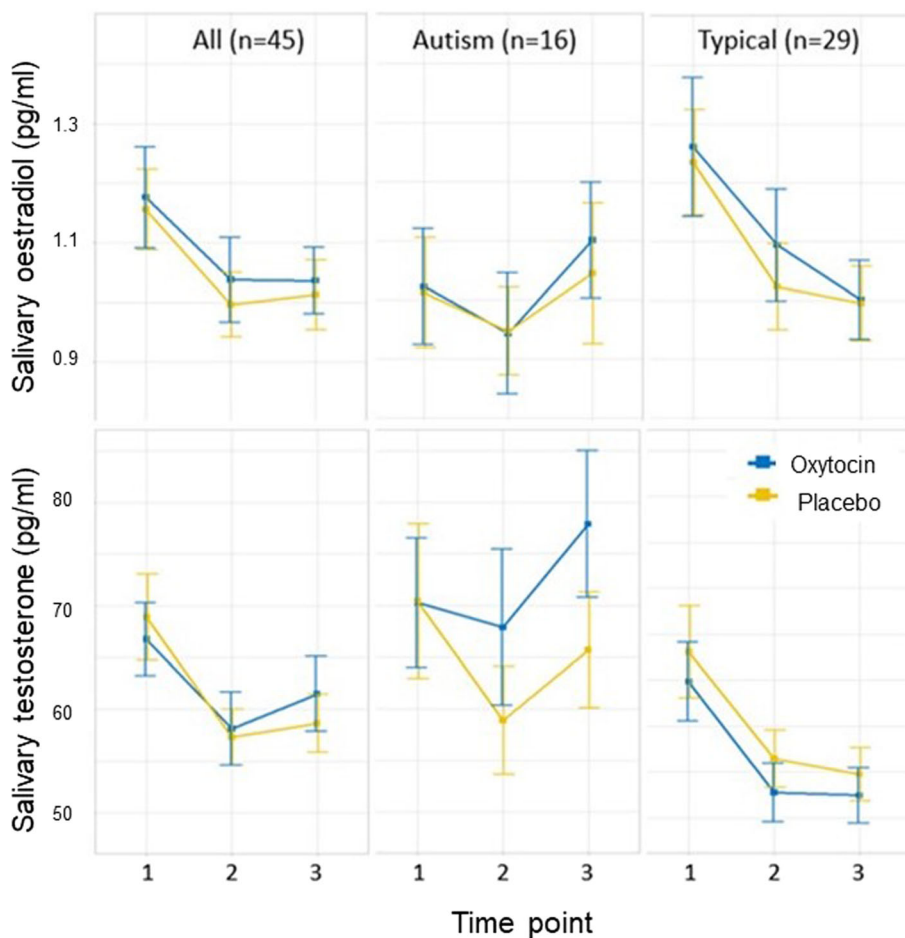 All (n=45)
Autism (n=16)
Typical (n=29)
Salivary oestradiol (pg/ml)
1.3
1.1
0.9
Salivary testosterone (pg/ml)
80
70
60
50
Oxytocin
Placebo
1 2 3
1 2 3
1 2 3
Time point